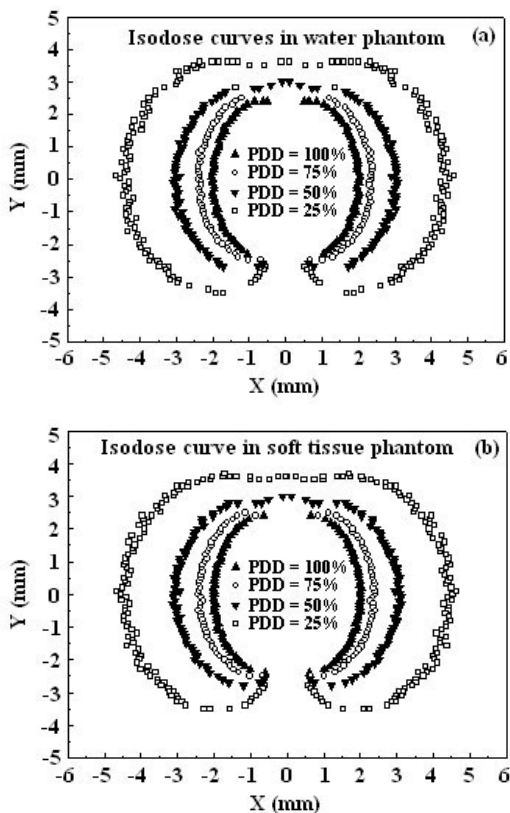 Isodose curves in water phantom (a)
Y (mm)
5
4
3
2
1
0
-1
-2
-3
-4
-5
▲ PDD = 100%
○ PDD = 75%
▼ PDD = 50%
□ PDD = 25%
-6 -5 -4 -3 -2 -1 0 1 2 3 4 5 6
X (mm)
Isodose curve in soft tissue phantom (b)
Y (mm)
5
4
3
2
1
0
-1
-2
-3
-4
-5
▲ PDD = 100%
○ PDD = 75%
▼ PDD = 50%
□ PDD = 25%
-6 -5 -4 -3 -2 -1 0 1 2 3 4 5 6
X (mm)